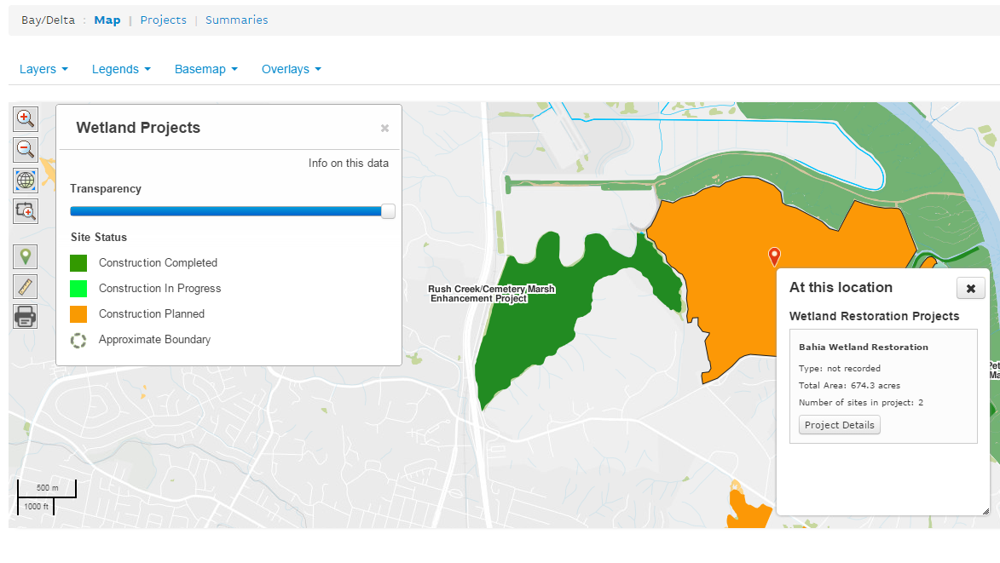 Bay/Delta : Map | Projects | Summaries
Layers Legends Basemap Overlays
Wetland Projects
Info on this data
Transparency
Site Status
Construction Completed
Construction In Progress
Construction Planned
Approximate Boundary
Rush Creek/Cemetery Marsh
Enhancement Project
At this location
Wetland Restoration Projects
Bahia Wetland Restoration
Type: not recorded
Total Area: 674.3 acres
Number of sites in project: 2
Project Details
500 m
1000 ft